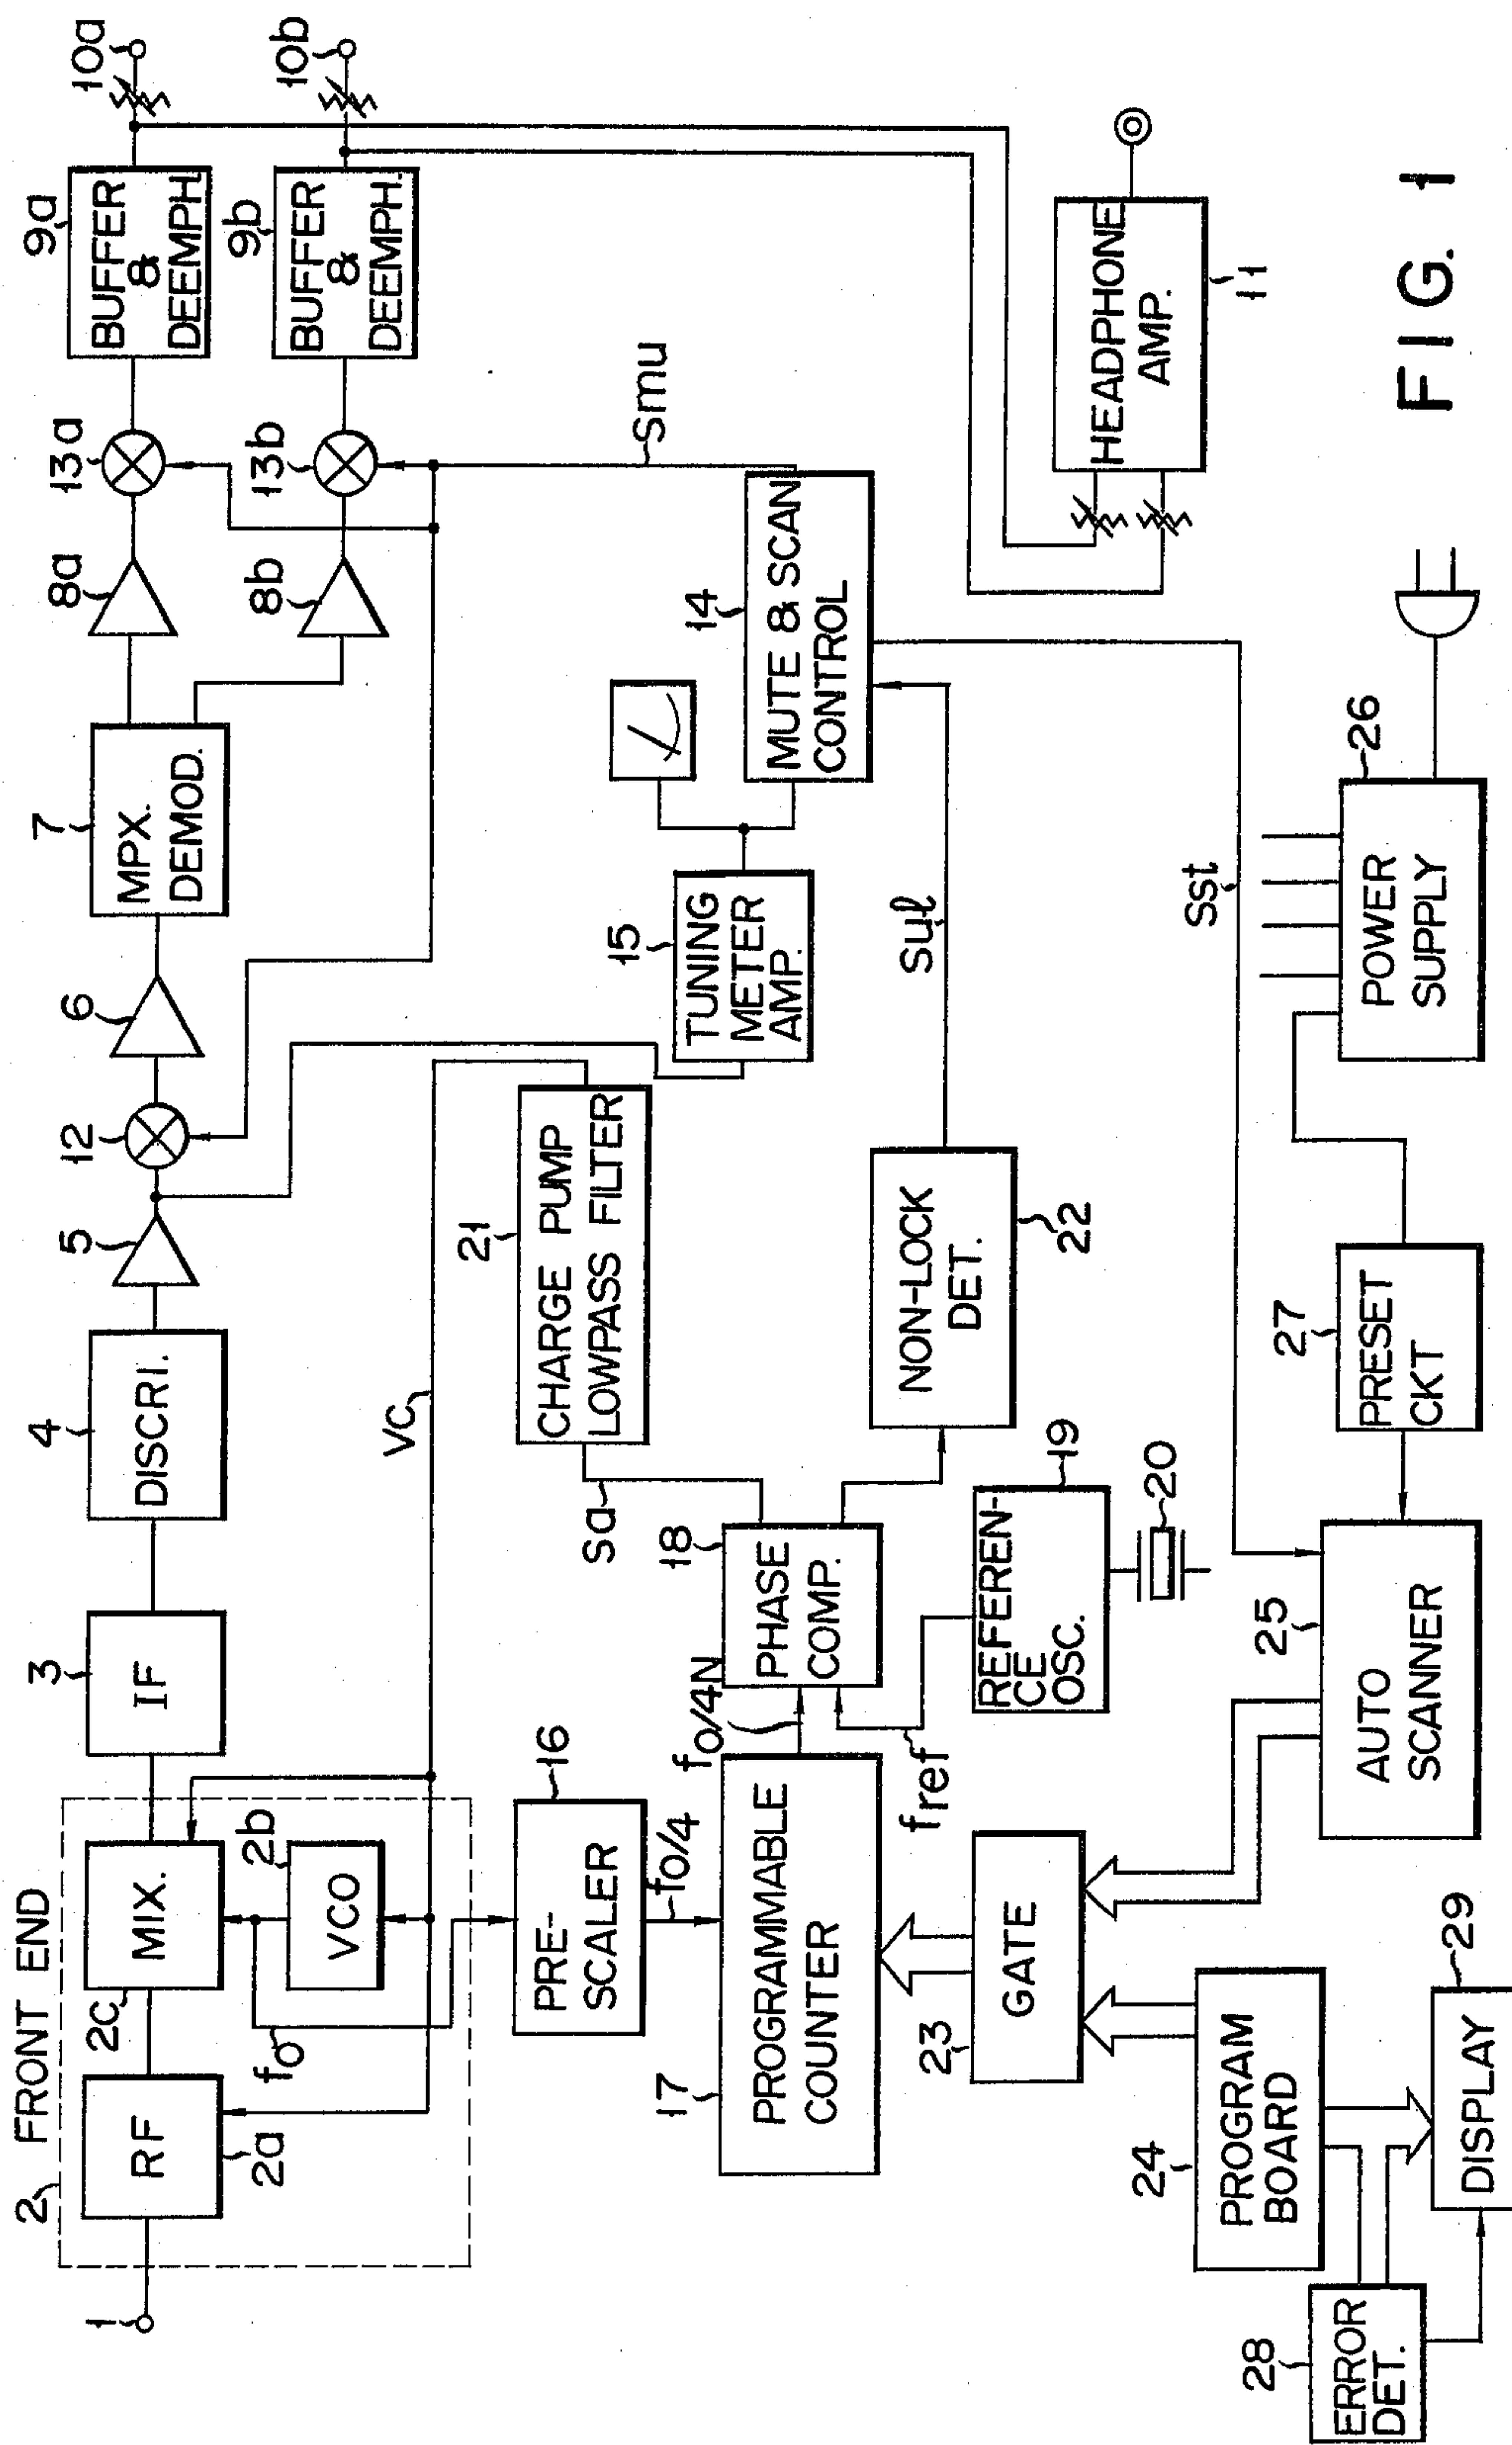 2 FRONT END
1
RF
2a
2c
MIX.
2b
VCO
fo
3
IF
4
DISCRI.
5
12
6
7
MPX.
DEMOD.
8a
8b
13a
13b
9a
BUFFER
&
DEEMPH.
9b
BUFFER
&
DEEMPH.
10a
10b
Vc
Smu
16
PRE-
SCALER
fo/4
17
PROGRAMMABLE
COUNTER
fo/4N
fref
18
PHASE
COMP.
Sa
21
CHARGE PUMP
LOWPASS FILTER
15
TUNING
METER
AMP.
14
MUTE & SCAN
CONTROL
19
REFEREN-
CE
OSC.
20
NON-LOCK
DET.
22
Sul
HEADPHONE
AMP.
11
23
GATE
24
PROGRAM
BOARD
25
AUTO
SCANNER
Sst
27
PRESET
CKT
26
POWER
SUPPLY
28
ERROR
DET.
29
DISPLAY
FIG. 1